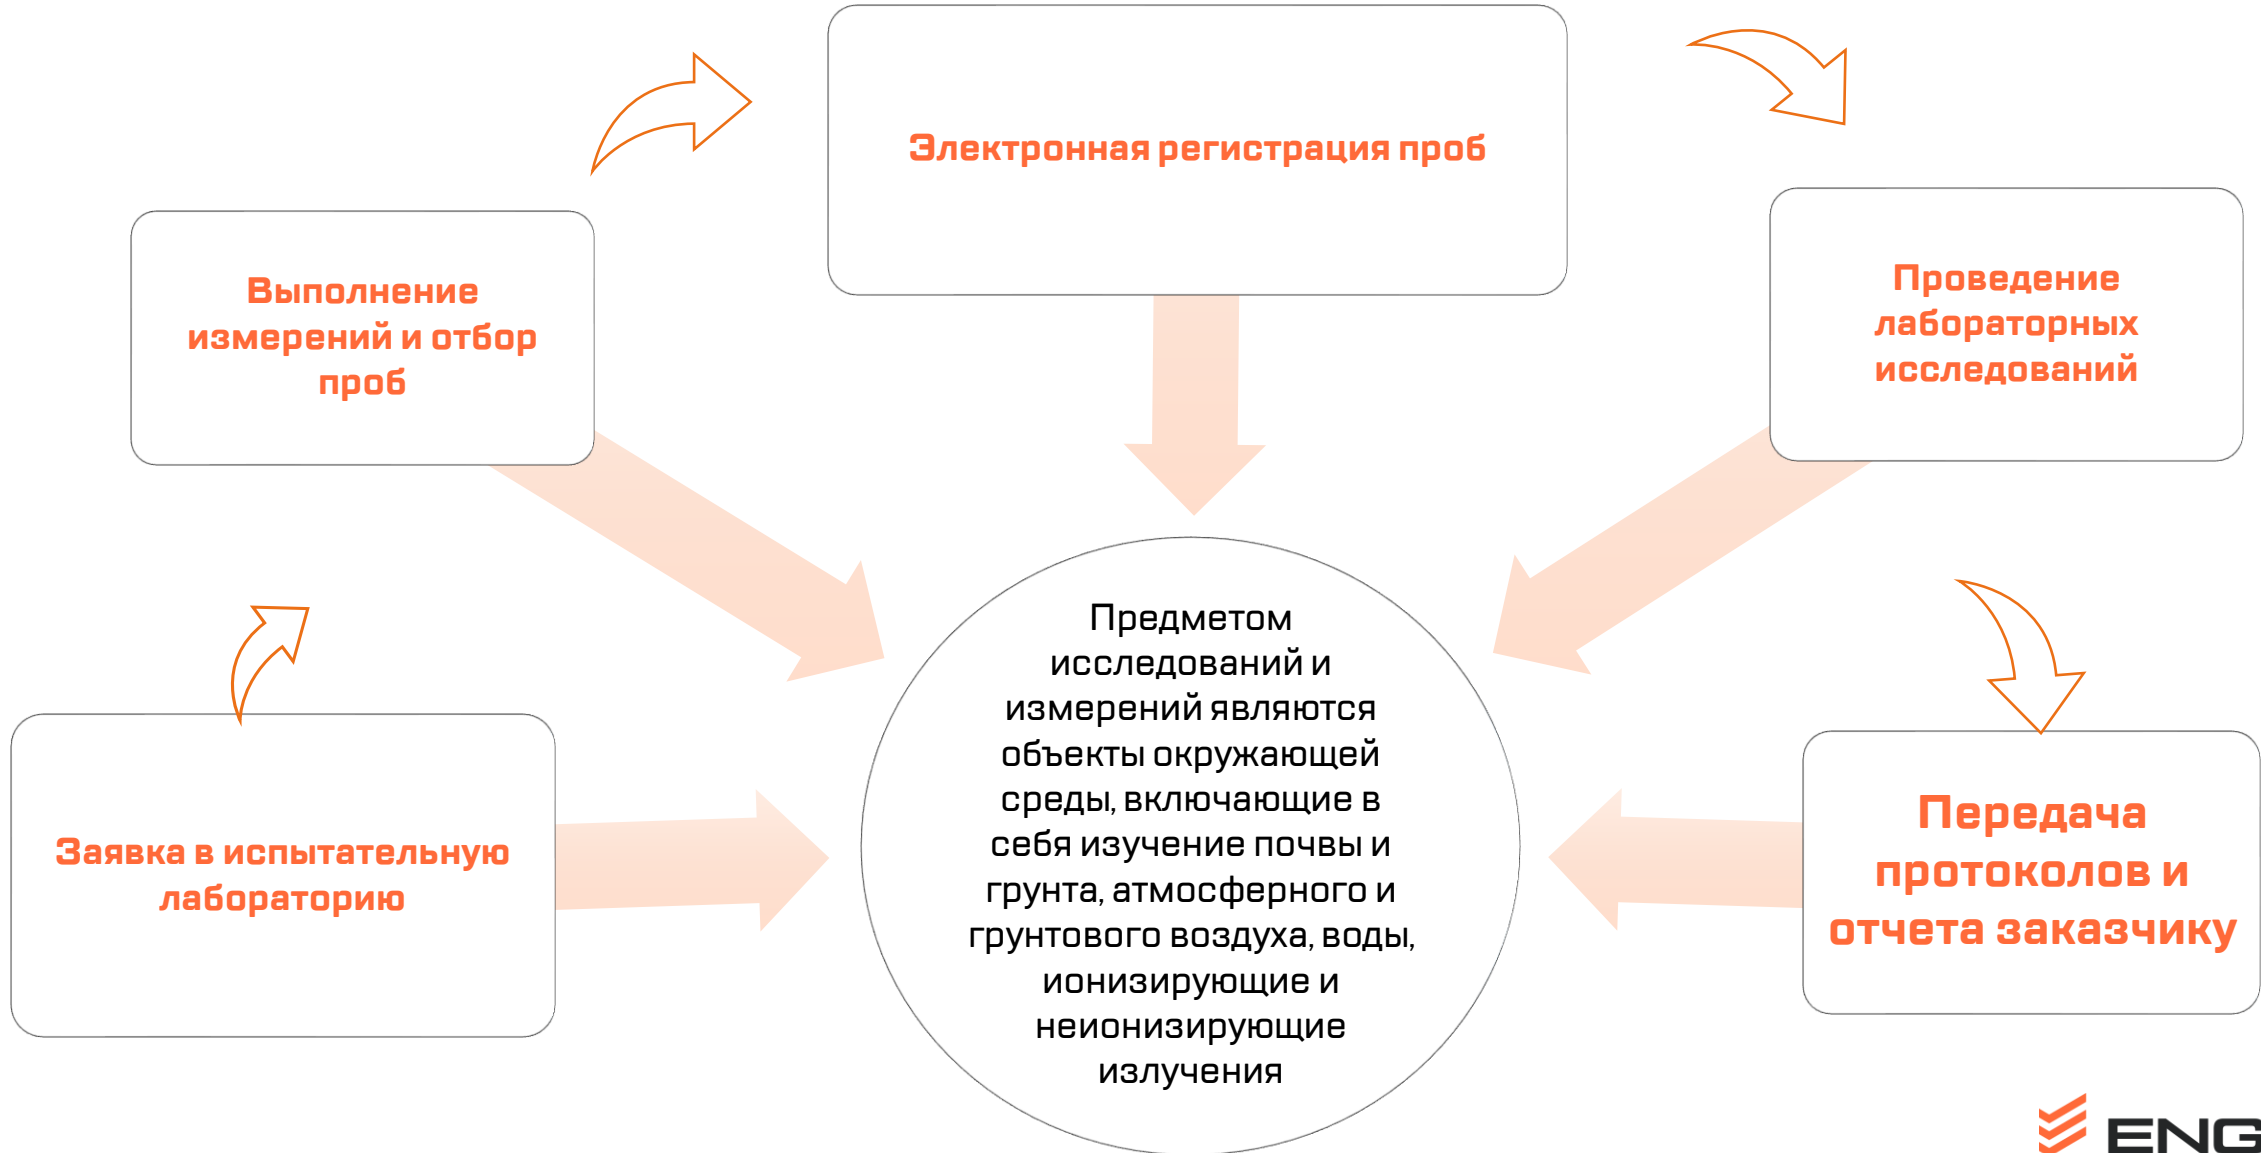 Электронная регистрация проб
Выполнение
измерений и отбор
проб
Проведение
лабораторных
исследований
Заявка в испытательную
лабораторию
Предметом
исследований и
измерений являются
объекты окружающей
среды, включающие в
себя изучение почвы и
грунта, атмосферного и
грунтового воздуха, воды,
ионизирующие и
неионизирующие
излучения
Передача
протоколов и
отчета заказчику
ENG